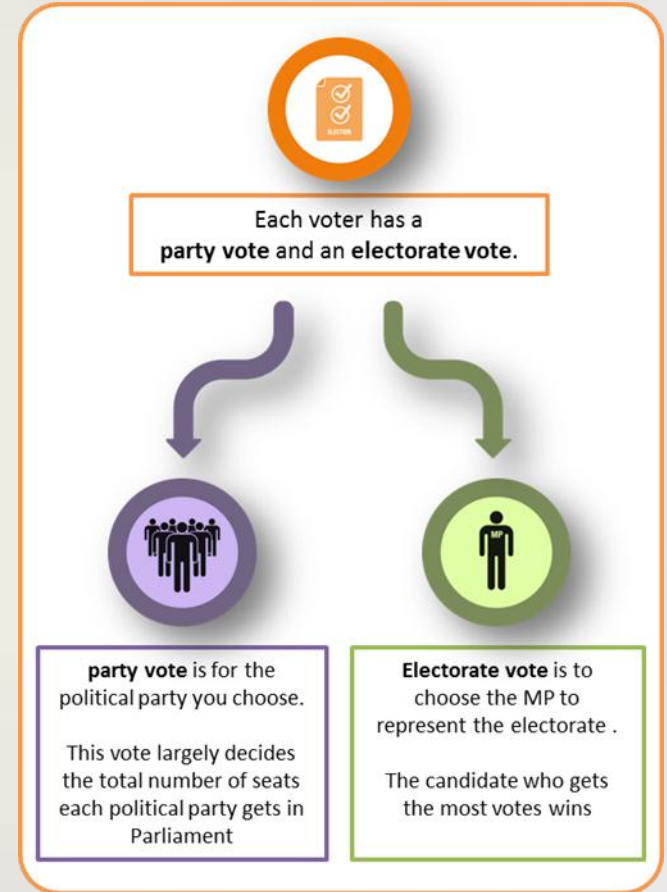 ELECTION
Each voter has a
party vote and an electorate vote.
MP
party vote is for the
political party you choose.
This vote largely decides
the total number of seats
each political party gets in
Parliament
Electorate vote is to
choose the MP to
represent the electorate .
The candidate who gets
the most votes wins